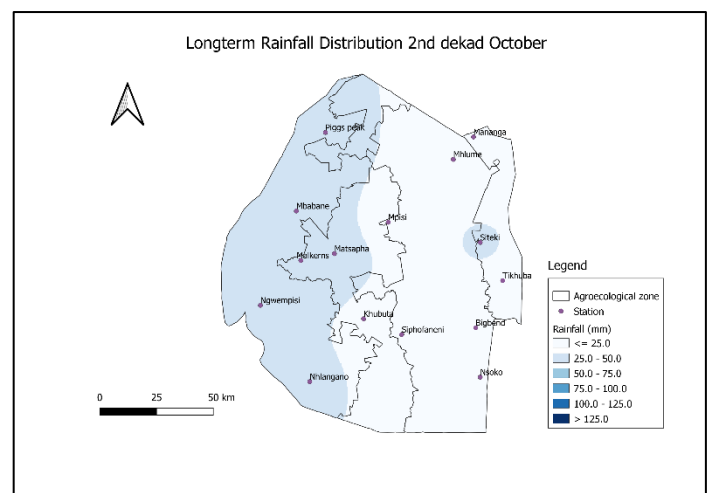 Longterm Rainfall Distribution 2nd dekad October
Piggs peak
Mananga
Mhlume
Mbabane
Mpisi
Siteki
Malkerns
Matsapha
Tikhuba
Ngwempisi
Khubuta
Sipholaneni
Bigbend
Nhlangano
Nsoko
0 25 50 km
Legend
Agroecological zone
Station
Rainfall (mm)
<= 25.0
25.0 - 50.0
50.0 - 75.0
75.0 - 100.0
100.0 - 125.0
> 125.0